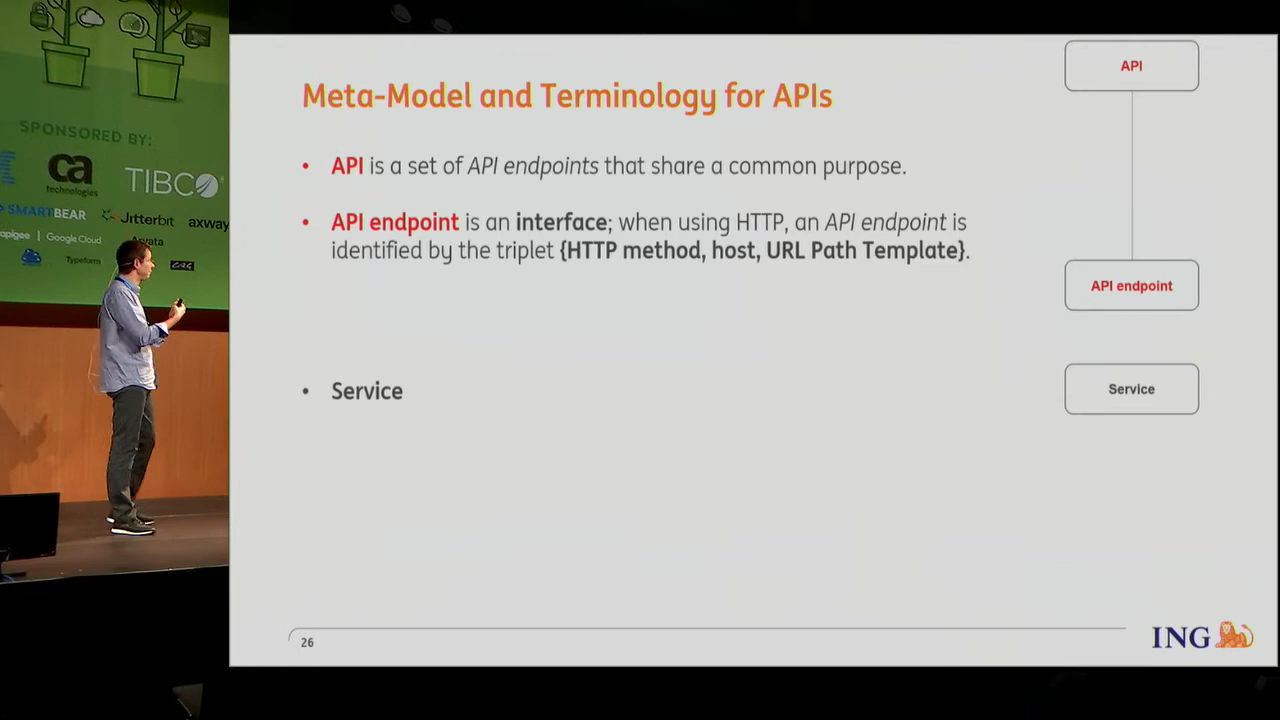 SPONSORED BY:
ca
technologies
TIBCO
SMARTBEAR
Jitterbit
axway
apigee | Google Cloud
Arvata
Typeform
Meta-Model and Terminology for APIs
• API is a set of API endpoints that share a common purpose.
• API endpoint is an interface; when using HTTP, an API endpoint is
identified by the triplet {HTTP method, host, URL Path Template}.
• Service
API
API endpoint
Service
26
ING